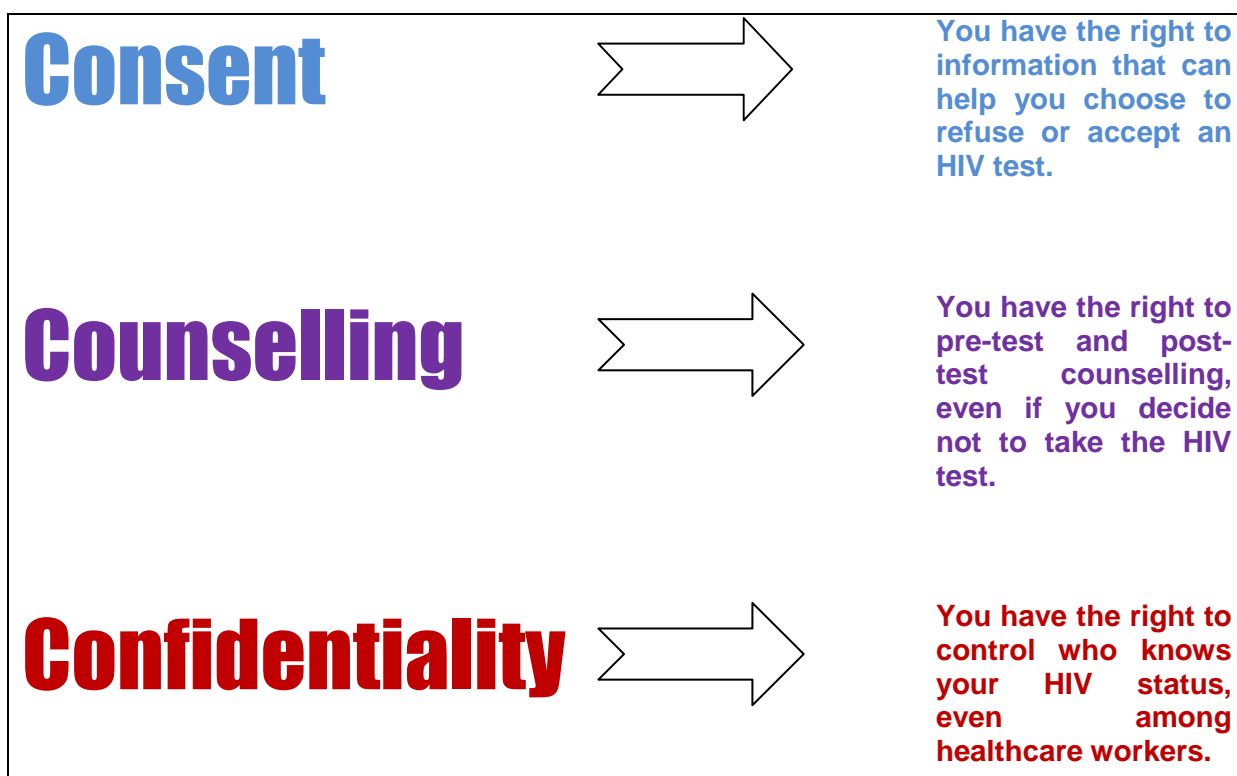 Consent
You have the right to
information that can
help you choose to
refuse or accept an
HIV test.
Counselling
You have the right to
pre-test and post-
test counselling,
even if you decide
not to take the HIV
test.
Confidentiality
You have the right to
control who knows
your HIV status,
even among
healthcare workers.